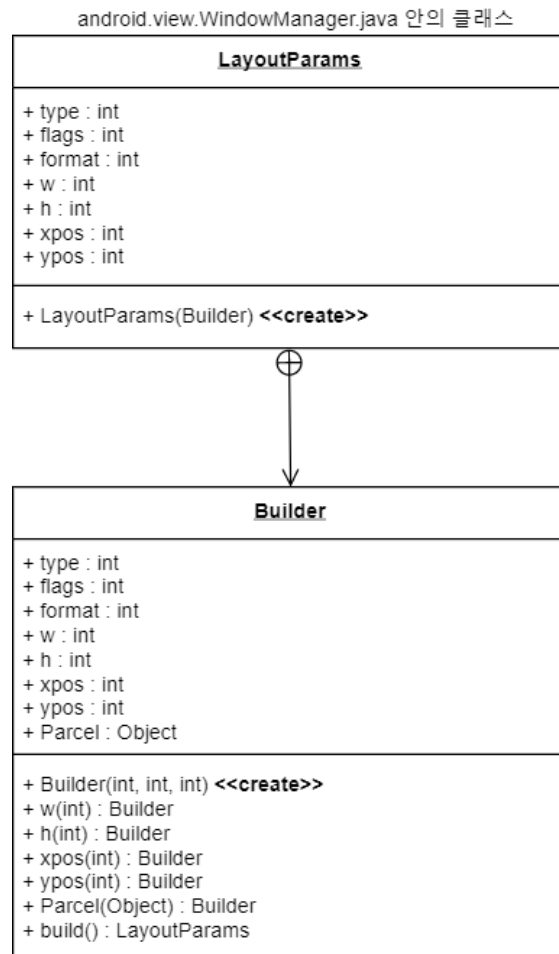 android.view.WindowManager.java 안의 클래스
LayoutParams
+ type : int
+ flags : int
+ format : int
+ w : int
+ h : int
+ xpos : int
+ ypos : int
+ LayoutParams(Builder) <<create>>
Builder
+ type : int
+ flags : int
+ format : int
+ w : int
+ h : int
+ xpos : int
+ ypos : int
+ Parcel : Object
+ Builder(int, int, int) <<create>>
+ w(int) : Builder
+ h(int) : Builder
+ xpos(int) : Builder
+ ypos(int) : Builder
+ Parcel(Object) : Builder
+ build() : LayoutParams